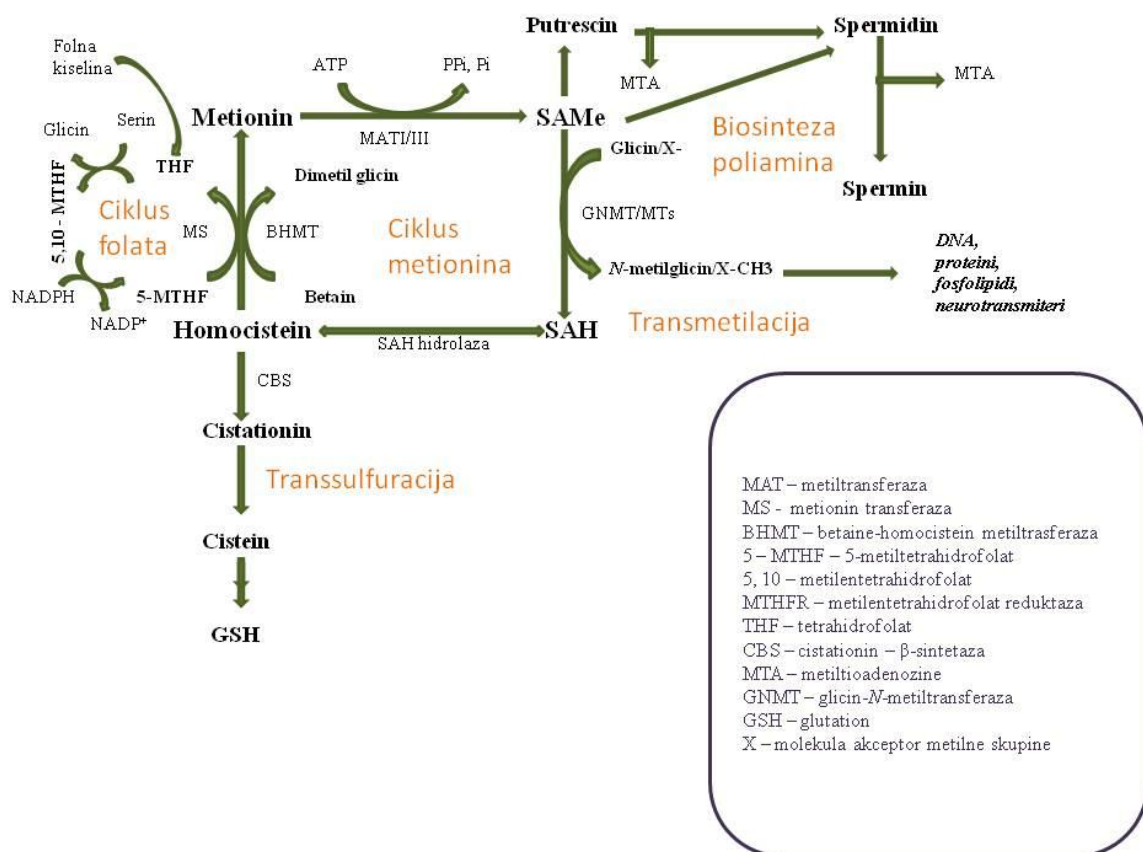 Putrescin
Spermidin
Folna
kiselina
ATP
PPi, Pi
MTA
MTA
Glicin
Serin
Metionin
SAMe
MATI/III
Biosinteza
poliamina
THF
Glicin/X-
5,10 - MTHF
Dimetil glicin
Spermin
Ciklus
folata
MS
BHMT
Ciklus
metionina
GNMT/MTs
DNA,
proteini,
fosfolipidi,
neurotransmiteri
N-metilglicin/X-CH3
NADPH
5-MTHF
Betain
NADP+
Homocistein
SAH
Transmetilacija
SAH hidrolaza
CBS
Cistationin
Transsulfuracija
Cistein
GSH
MAT – metiltransferaza
MS - metionin transferaza
BHMT – betaine-homocistein metiltrasferaza
5 – MTHF – 5-metiltetrahidrofolat
5, 10 – metilentetrahidrofolat
MTHFR – metilentetrahidrofolat reduktaza
THF – tetrahidrofolat
CBS – cistationin – β-sintetaza
MTA – metiltioadenozine
GNMT – glicin-N-metiltransferaza
GSH – glutation
X – molekula akceptor metilne skupine